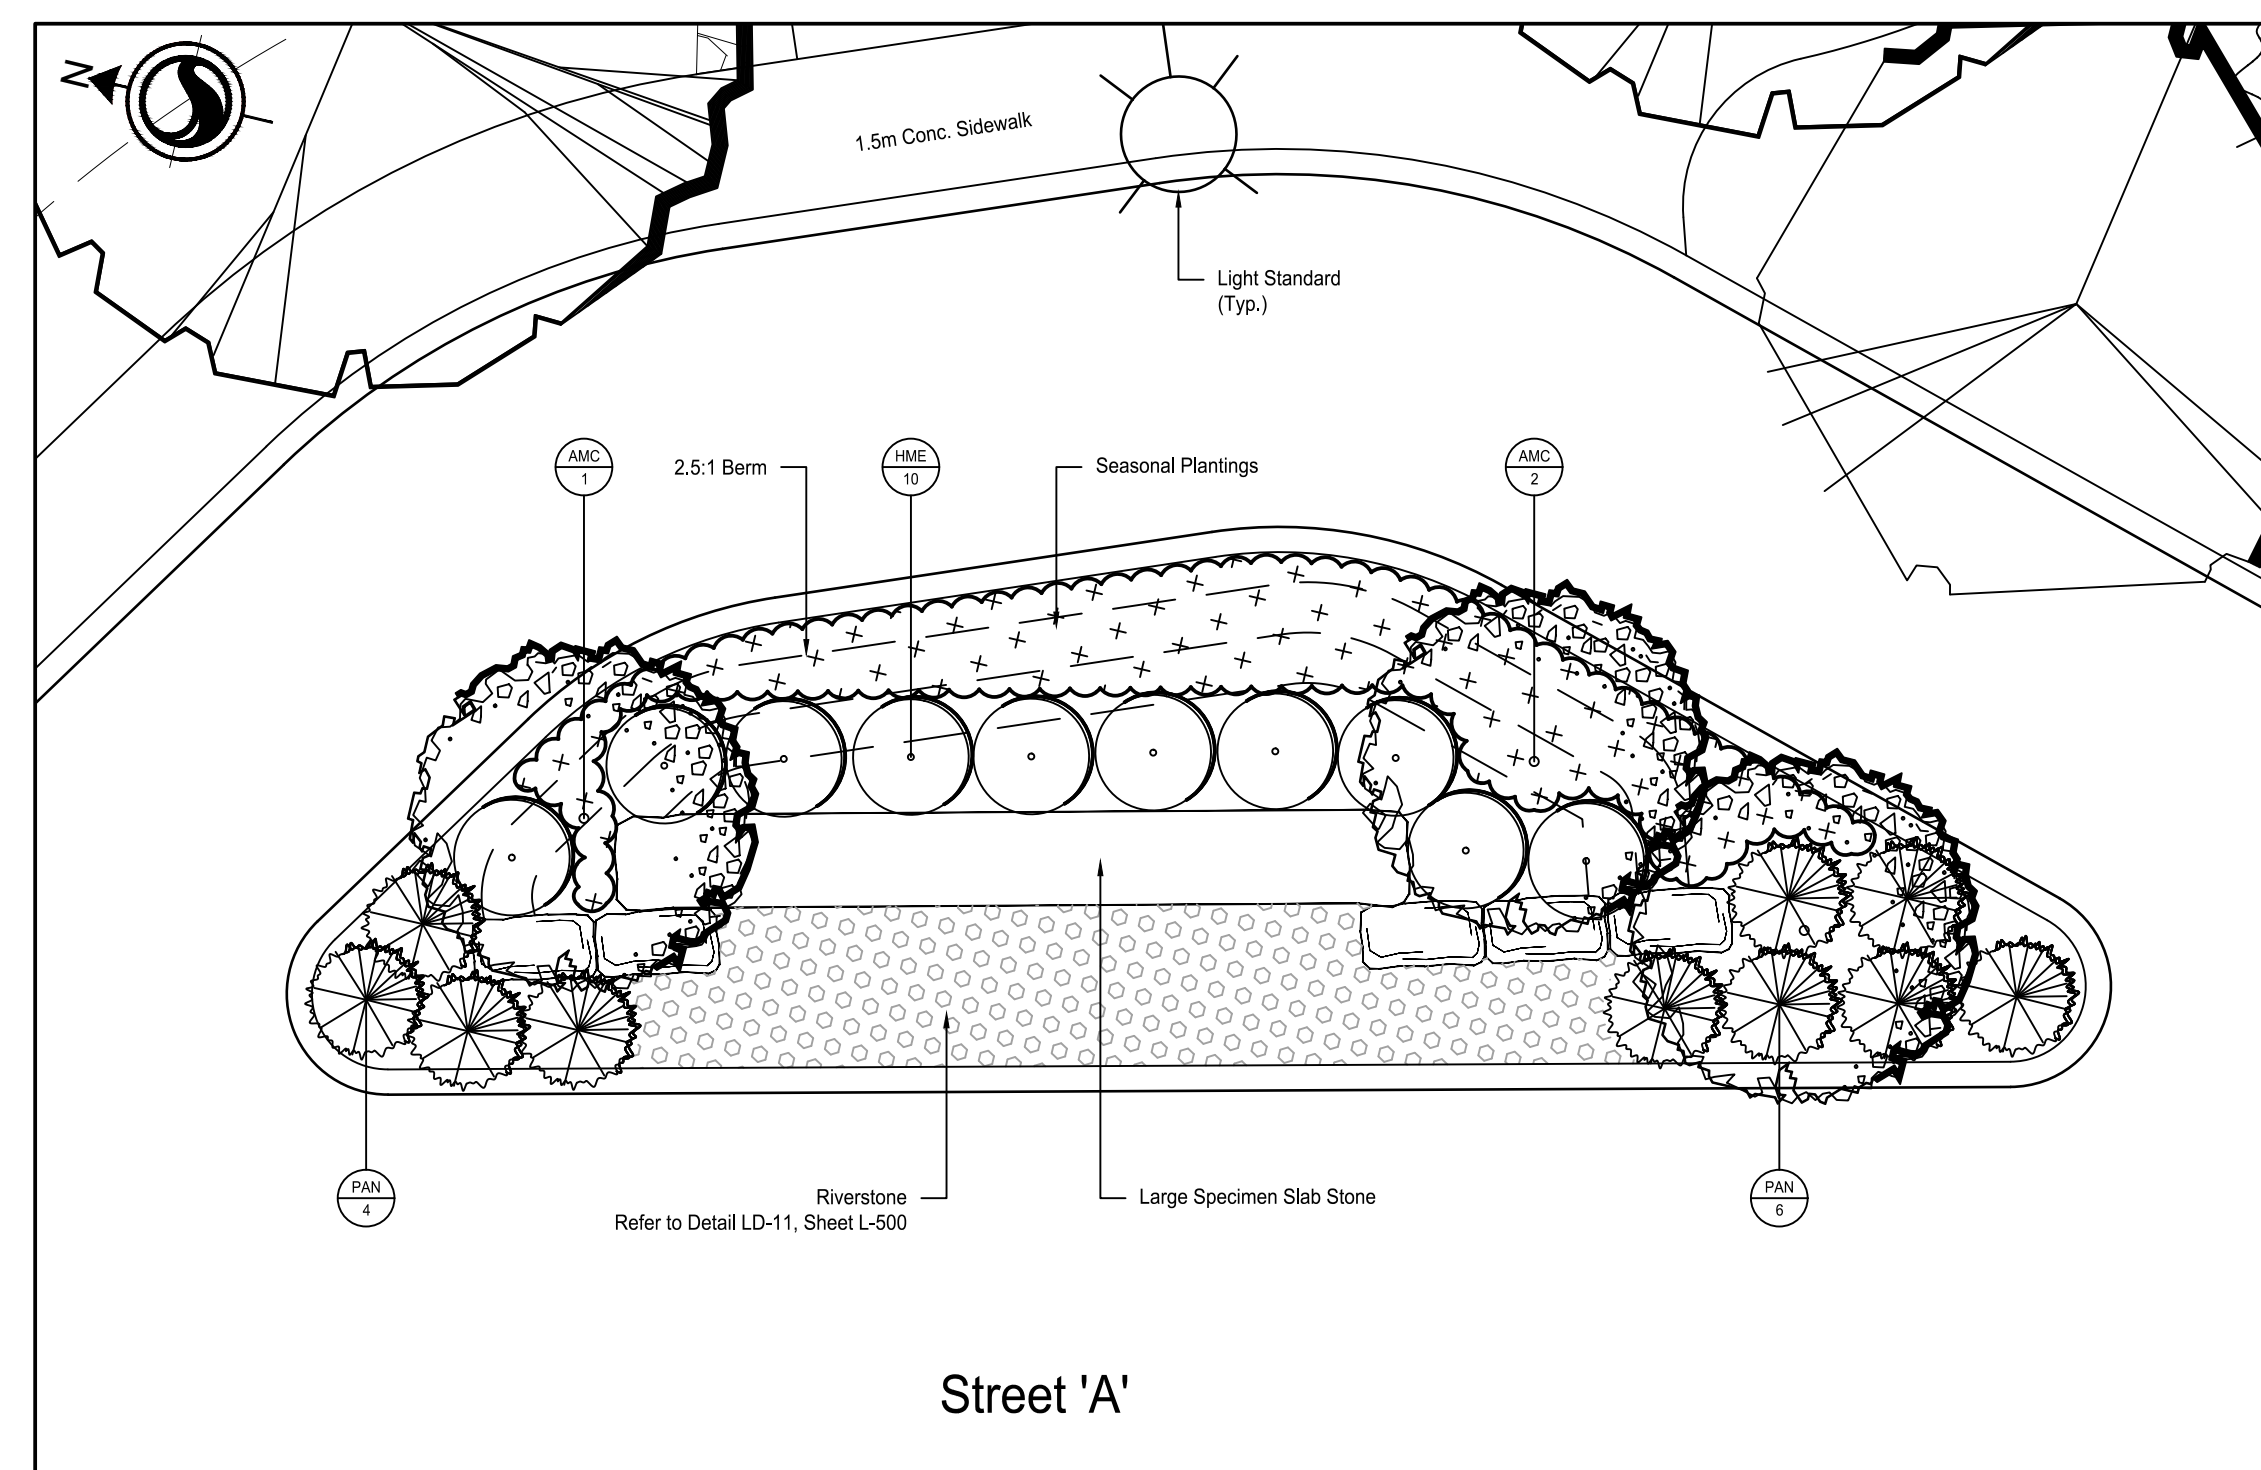 N
1.5m Conc. Sidewalk
Light Standard
(Typ.)
AMC
1
2.5:1 Berm
HME
10
Seasonal Plantings
AMC
2
PAN
4
Riverstone
Refer to Detail LD-11, Sheet L-500
Large Specimen Slab Stone
PAN
6
Street 'A'